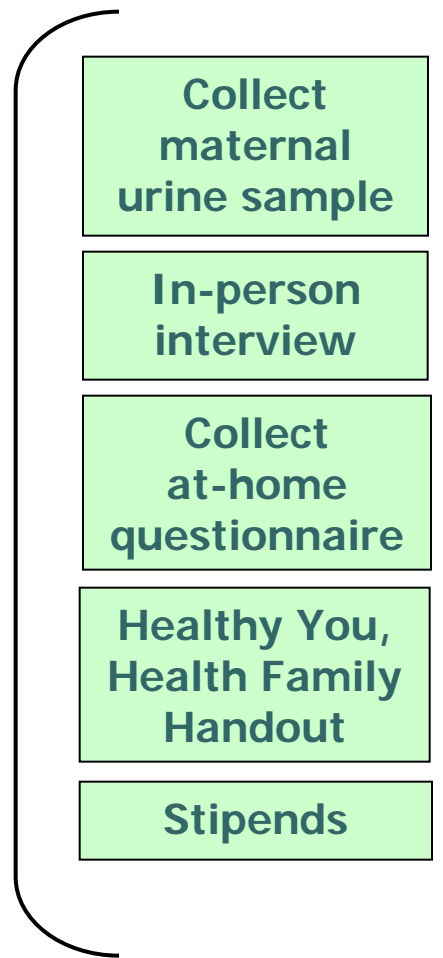 Collect
maternal
urine sample
In-person
interview
Collect
at-home
questionnaire
Healthy You,
Health Family
Handout
Stipends